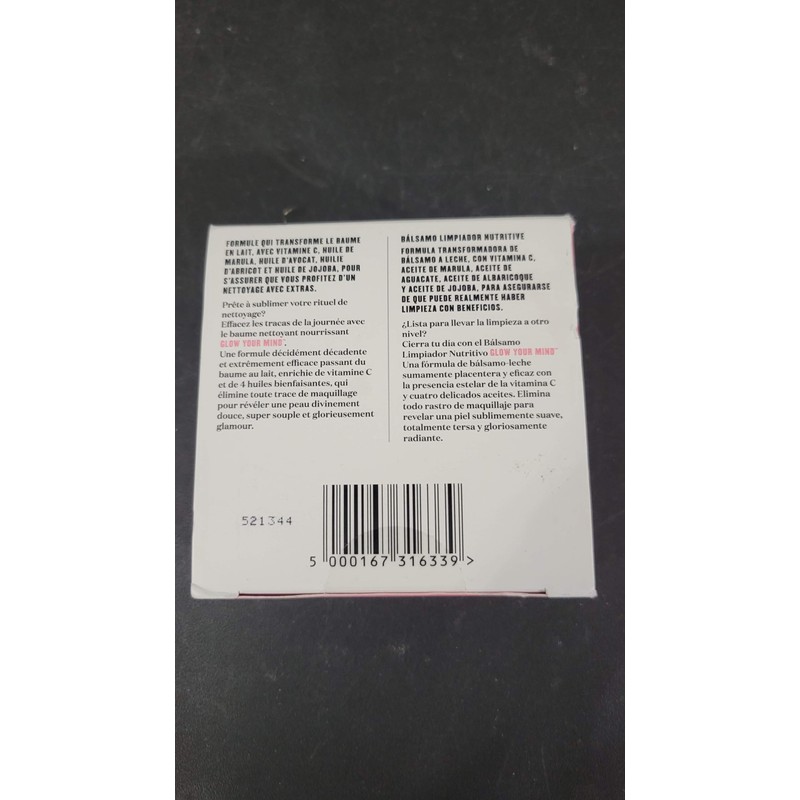 FORMULE QUI TRANSFORME LE BAUME
EN LAIT, AVEC VITAMINE C, HUILE DE
MARULA, HUILE D'AVOCAT, HUILIE
D'ABRICOT ET HUILE DE JOJOBA, POUR
S'ASSURER QUE VOUS PROFITIEZ D'UN
NETTOYAGE AVEC EXTRAS.
Prête à sublimer votre rituel de
nettoyage?
Effacez les tracas de la journée avec
le baume nettoyant nourrissant
GLOW YOUR MIND™.
Une formule décidément décadente
et extrêmement efficace passant du
baume au lait, enrichie de vitamine C
et de 4 huiles bienfaisantes, qui
élimine toute trace de maquillage
pour révéler une peau divinement
douce, super souple et glorieusement
glamour.
BÁLSAMO LIMPIADOR NUTRITIVE
FORMULA TRANSFORMADORA DE
BÁLSAMO A LECHE, CON VITAMINA C,
ACEITE DE MARULA, ACEITE DE
AGUACATE, ACEITE DE ALBARICOQUE
Y ACEITE DE JOJOBA, PARA ASEGURARSE
DE QUE PUEDE REALMENTE HABER
LIMPIEZA CON BENEFICIOS.
¿Lista para llevar la limpieza a otro
nivel?
Cierra tu día con el Bálsamo
Limpiador Nutritivo GLOW YOUR MIND™
Una fórmula de bálsamo-leche
sumamente placentera y eficaz con
la presencia estelar de la vitamina C
y cuatro delicados aceites. Elimina
todo rastro de maquillaje para
revelar una piel sublimemente suave,
totalmente tersa y gloriosamente
radiante.
521344
5 000167 316339 >